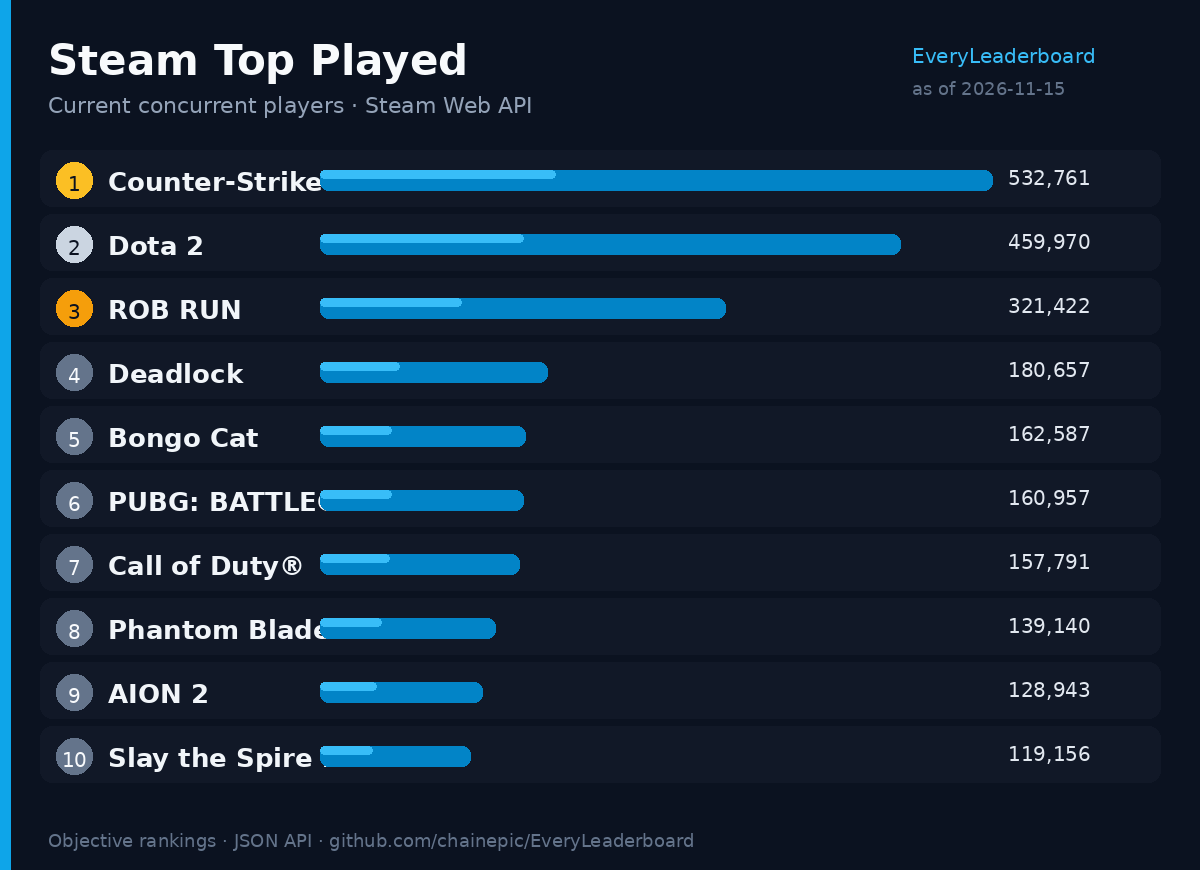 Steam Top Played
EveryLeaderboard
Current concurrent players · Steam Web API
as of 2026-11-15
1 Counter-Strike 532,761
2 Dota 2 459,970
3 ROB RUN 321,422
4 Deadlock 180,657
5 Bongo Cat 162,587
6 PUBG: 160,957
7 Call of Duty® 157,791
8 Phantom Blade 139,140
9 AION 2 128,943
10 Slay the Spire 119,156
Objective rankings · JSON API · github.com/chainepic/EveryLeaderboard